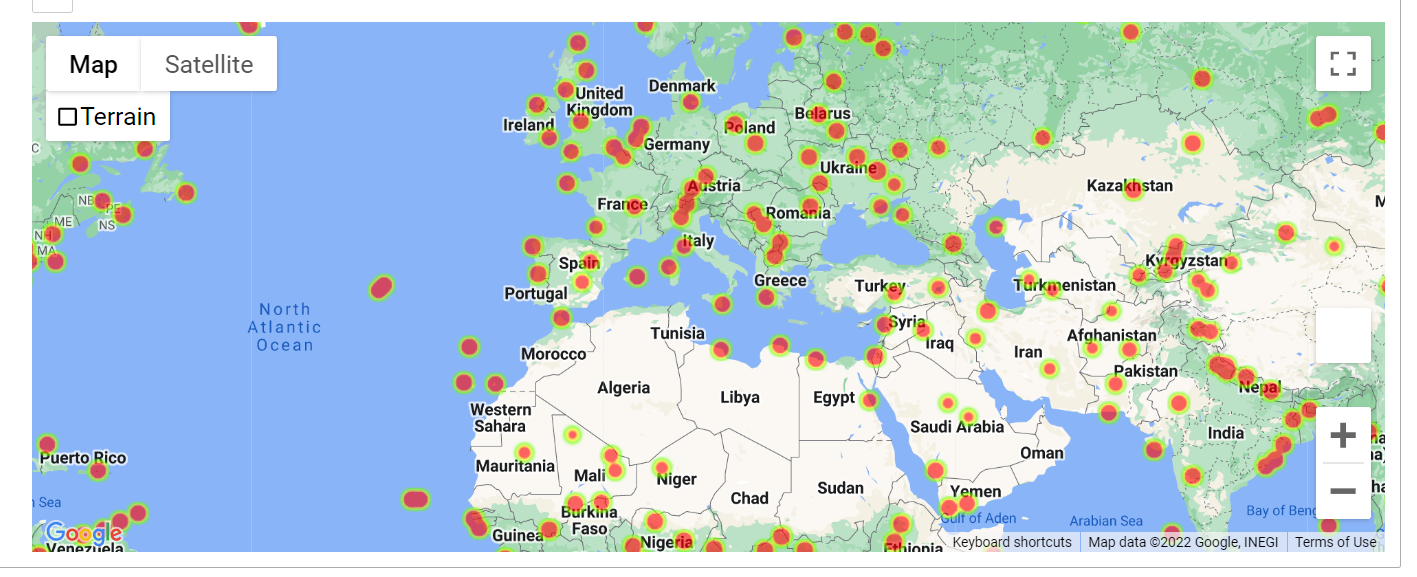 Map
Satellite
Terrain
Denmark
United
Kingdom
Ireland
Belarus
Poland
Germany
Ukraine
Kazakhstan
Austria
France
Romania
NB
PE
NS
ME
NH
MA
C
M
Italy
Spain
Portugal
Greece
Turkey
Turkmenistan
Kyrgyzstan
North
Atlantic
Ocean
Tunisia
Syria
Iraq
Iran
Afghanistan
Pakistan
Morocco
Algeria
Libya
Egypt
Nepal
Western
Sahara
Saudi Arabia
India
Oman
Puerto Rico
Mauritania
Mali
Niger
Chad
Sudan
Yemen
n Sea
Burkina
Faso
Guinea
Nigeria
Gulf of Aden
Arabian Sea
Bay of Beng
Ethiopia
Google
Venezuela
Keyboard shortcuts
Map data ©2022 Google, INEGI
Terms of Use